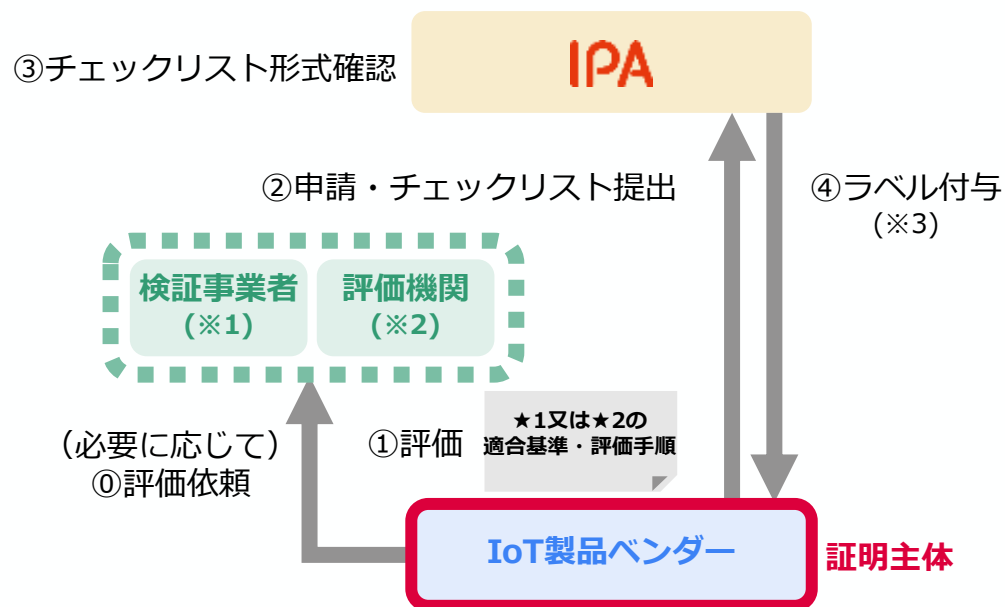 IPA
③チェックリスト形式確認
②申請・チェックリスト提出
④ラベル付与
(※3)
検証事業者
(※1)
評価機関
(※2)
(必要に応じて)
⓪評価依頼
①評価
★1又は★2の
適合基準・評価手順
IoT製品ベンダー
証明主体